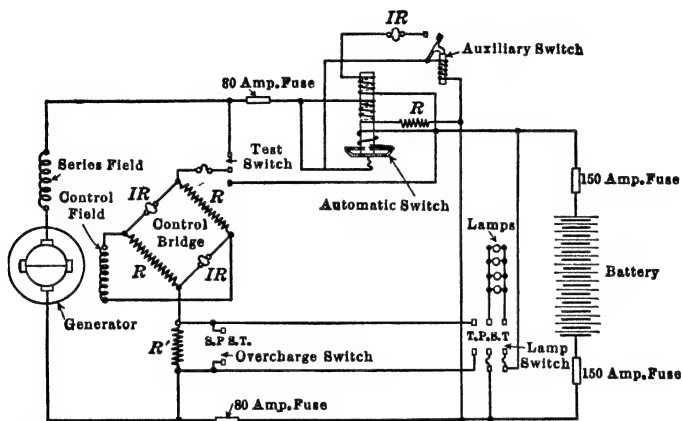 IR
Auxiliary Switch
80 Amp. Fuse
R
Test
Switch
Series Field
Control
Field
IR
R
Control
Bridge
R
IR
Automatic Switch
150 Amp. Fuse
Lamps
Battery
Generator
R'
S.P S.T.
Overcharge Switch
T.P.S.T
Lamp
Switch
150 Amp. Fuse
80 Amp. Fuse